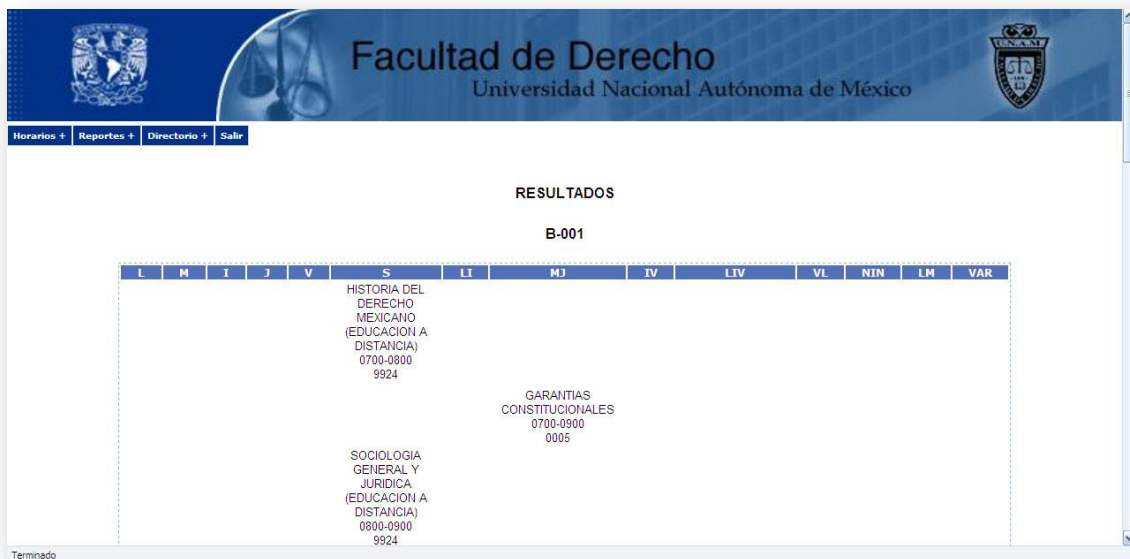 Facultad de Derecho
Universidad Nacional Autónoma de México
U.N.A.M.
Horarios + Reportes + Directorio + Salir
RESULTADOS
B-001
L M I J V S LI MJ IV LIV VL NIN LM VAR
HISTORIA DEL
DERECHO
MEXICANO
(EDUCACION A
DISTANCIA)
0700-0800
9924
GARANTIAS
CONSTITUCIONALES
0700-0900
0005
SOCIOLOGIA
GENERAL Y
JURIDICA
(EDUCACION A
DISTANCIA)
0800-0900
9924
Terminado